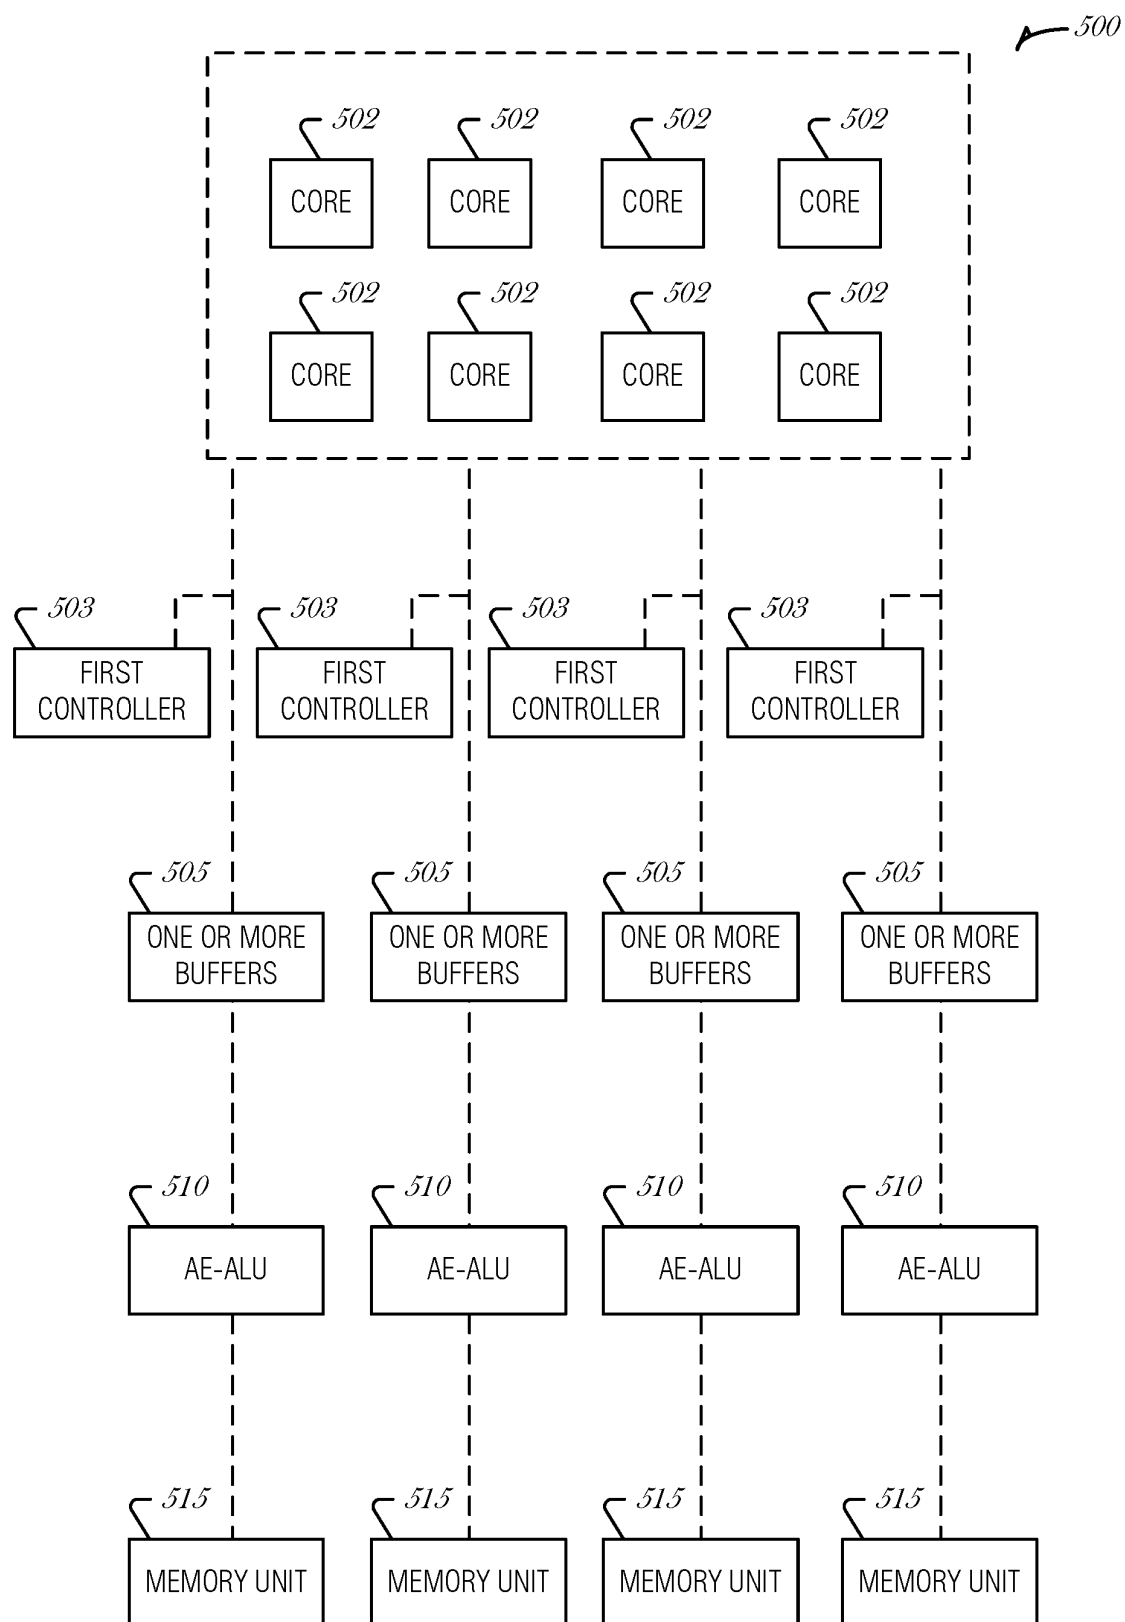 500
502 502 502 502
CORE CORE CORE CORE
502 502 502 502
CORE CORE CORE CORE
503 503 503 503
FIRST FIRST FIRST FIRST
CONTROLLER CONTROLLER CONTROLLER CONTROLLER
505 505 505 505
ONE OR MORE ONE OR MORE ONE OR MORE ONE OR MORE
BUFFERS BUFFERS BUFFERS BUFFERS
510 510 510 510
AE-ALU AE-ALU AE-ALU AE-ALU
515 515 515 515
MEMORY UNIT MEMORY UNIT MEMORY UNIT MEMORY UNIT